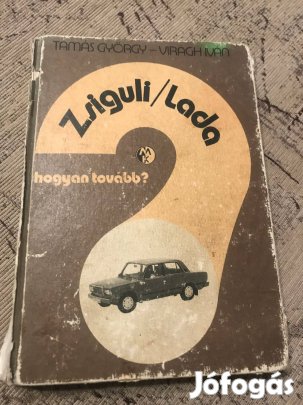 TAMÁS GYÖRGY – VIRÁGH IVÁN
Zsiguli/Lada
MK
hogyan tovább?
Jófogás